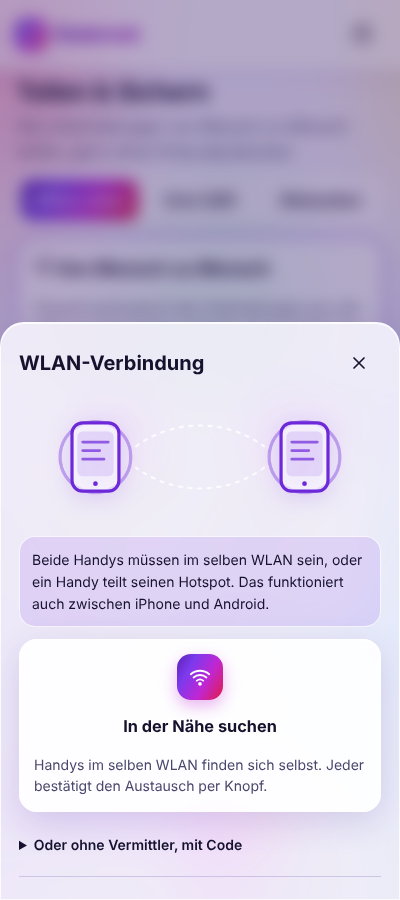 Teilen & Sichern
WLAN-Verbindung
Beide Handys müssen im selben WLAN sein, oder
ein Handy teilt seinen Hotspot. Das funktioniert
auch zwischen iPhone und Android.
In der Nähe suchen
Handys im selben WLAN finden sich selbst. Jeder
bestätigt den Austausch per Knopf.
Oder ohne Vermittler, mit Code